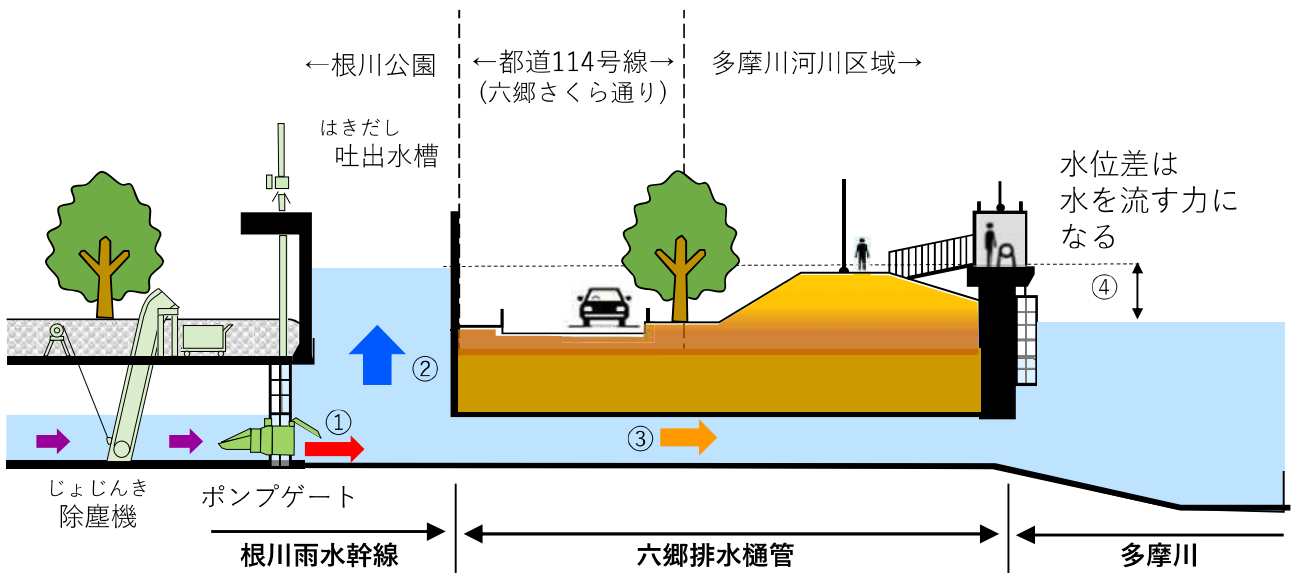 ←根川公園
←都道114号線→
(六郷さくら通り)
多摩川河川区域→
はきだし
吐出水槽
水位差は
水を流す力に
なる
④
②
①
③
じょじんき
除塵機
ポンプゲート
根川雨水幹線
六郷排水樋管
多摩川